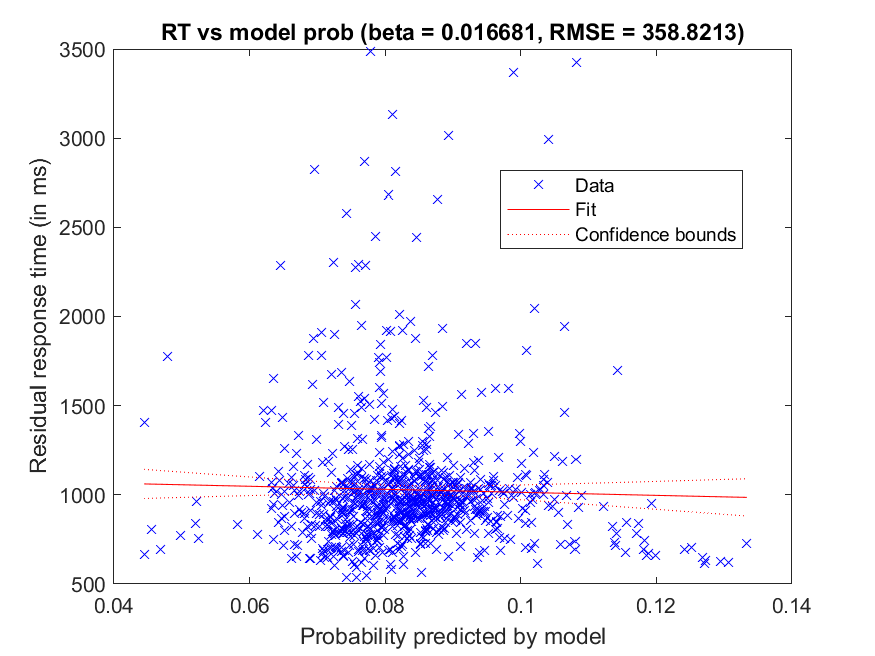 RT vs model prob (beta = 0.016681, RMSE = 358.8213)
3500
3000
2500
2000
1500
1000
500
Residual response time (in ms)
Data
Fit
Confidence bounds
0.04
0.06
0.08
0.1
0.12
0.14
Probability predicted by model